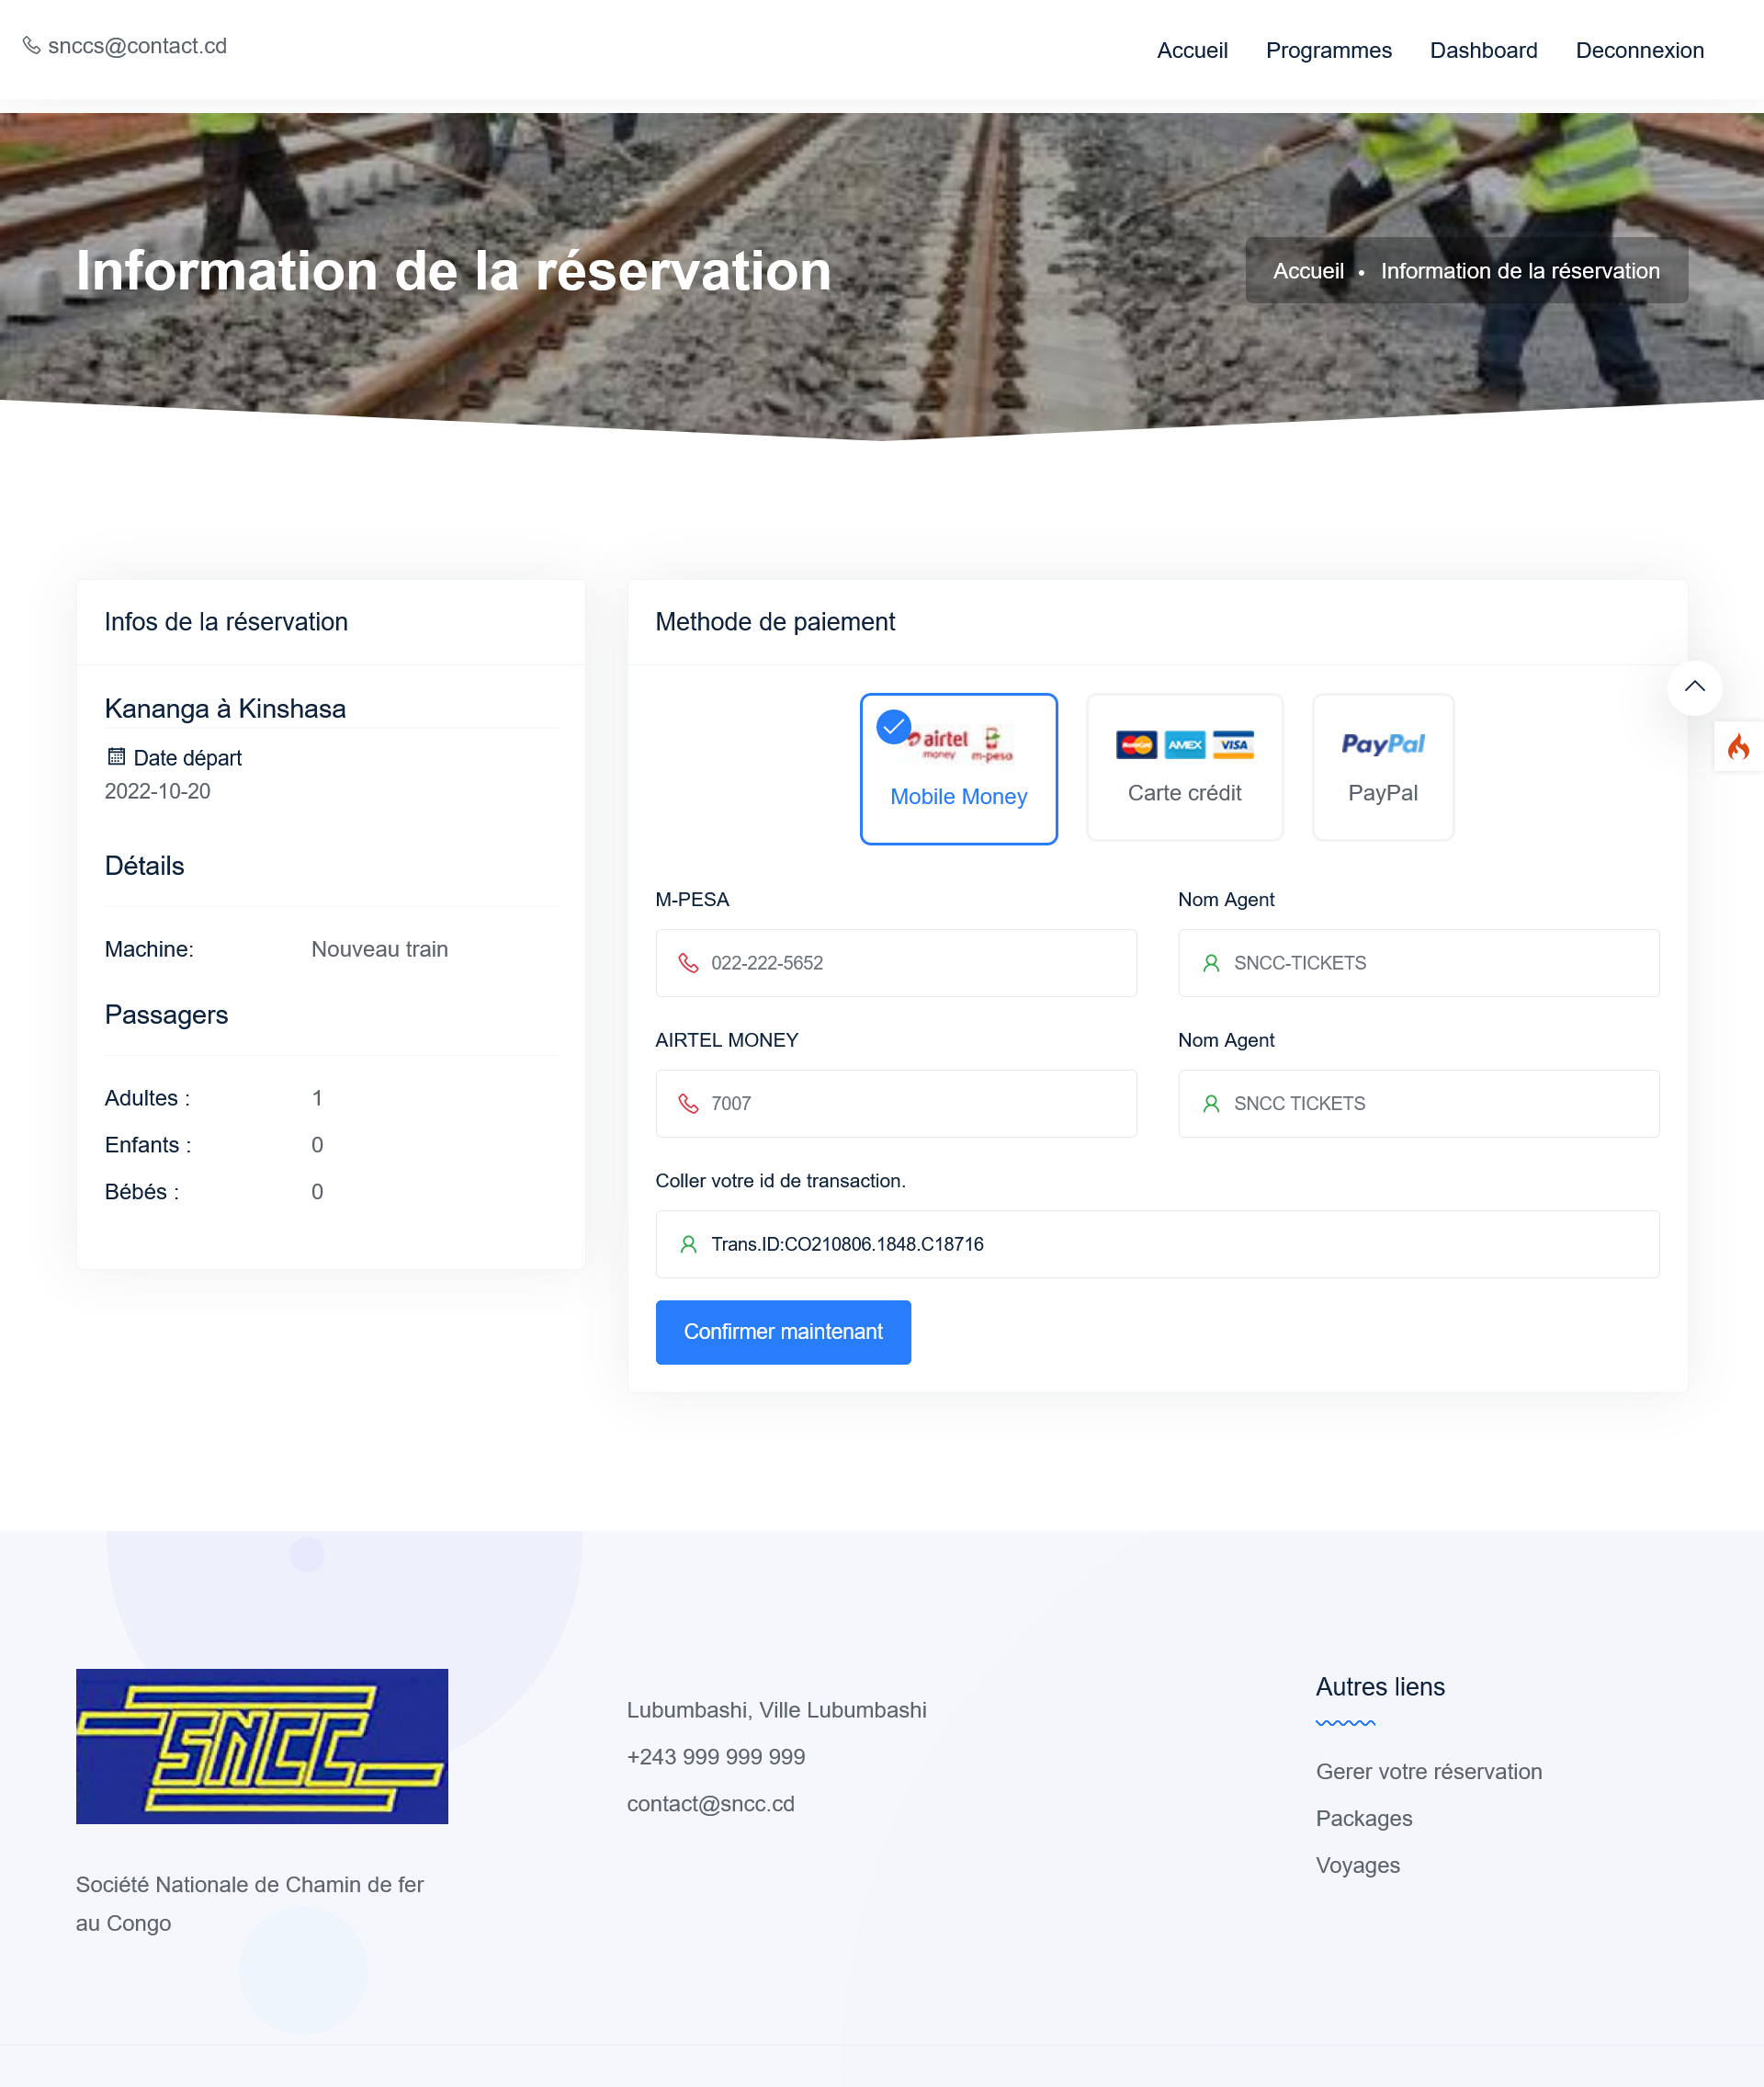 snccs@contact.cd
Accueil Programmes Dashboard Deconnexion
Information de la réservation
Accueil • Information de la réservation
Infos de la réservation
Kananga à Kinshasa
Date départ
2022-10-20
Détails
Machine: Nouveau train
Passagers
Adultes : 1
Enfants : 0
Bébés : 0
Methode de paiement
airtel money m-pesa
Mobile Money
MasterCard AMEX VISA
Carte crédit
PayPal
PayPal
M-PESA
022-222-5652
Nom Agent
SNCC-TICKETS
AIRTEL MONEY
7007
Nom Agent
SNCC TICKETS
Coller votre id de transaction.
Trans.ID:CO210806.1848.C18716
Confirmer maintenant
SNCC
Société Nationale de Chamin de fer
au Congo
Lubumbashi, Ville Lubumbashi
+243 999 999 999
contact@sncc.cd
Autres liens
Gerer votre réservation
Packages
Voyages